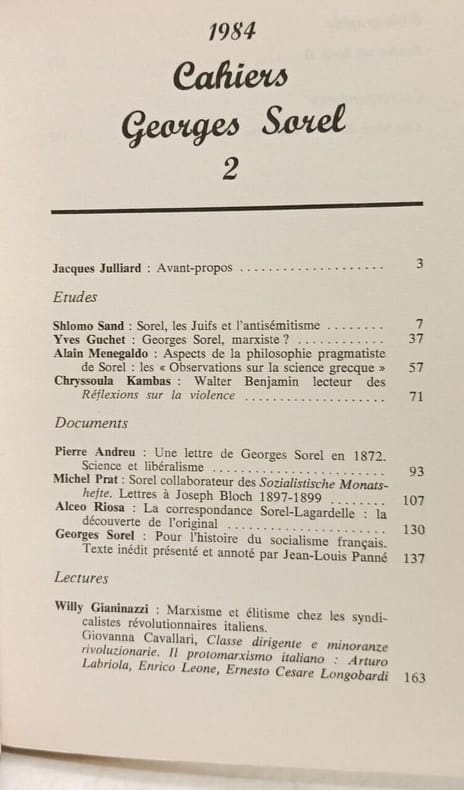 1984
Cahiers
Georges Sorel
2
Jacques Julliard : Avant-propos .................... 3
Etudes
Shlomo Sand : Sorel, les Juifs et l'antisémitisme ........ 7
Yves Guchet : Georges Sorel, marxiste ? ............ 37
Alain Menegaldo : Aspects de la philosophie pragmatiste
de Sorel : les « Observations sur la science grecque » 57
Chryssoula Kambas : Walter Benjamin lecteur des
Réflexions sur la violence .................... 71
Documents
Pierre Andreu : Une lettre de Georges Sorel en 1872.
Science et libéralisme ........................ 93
Michel Prat : Sorel collaborateur des Sozialistische Monats-
hefte. Lettres à Joseph Bloch 1897-1899 ........ 107
Alceo Riosa : La correspondance Sorel-Lagardelle : la
découverte de l'original ...................... 130
Georges Sorel : Pour l'histoire du socialisme français.
Texte inédit présenté et annoté par Jean-Louis Panné 137
Lectures
Willy Gianinazzi : Marxisme et élitisme chez les syndi-
calistes révolutionnaires italiens.
Giovanna Cavallari, Classe dirigente e minoranze
rivoluzionarie. Il protomarxismo italiano : Arturo
Labriola, Enrico Leone, Ernesto Cesare Longobardi 163